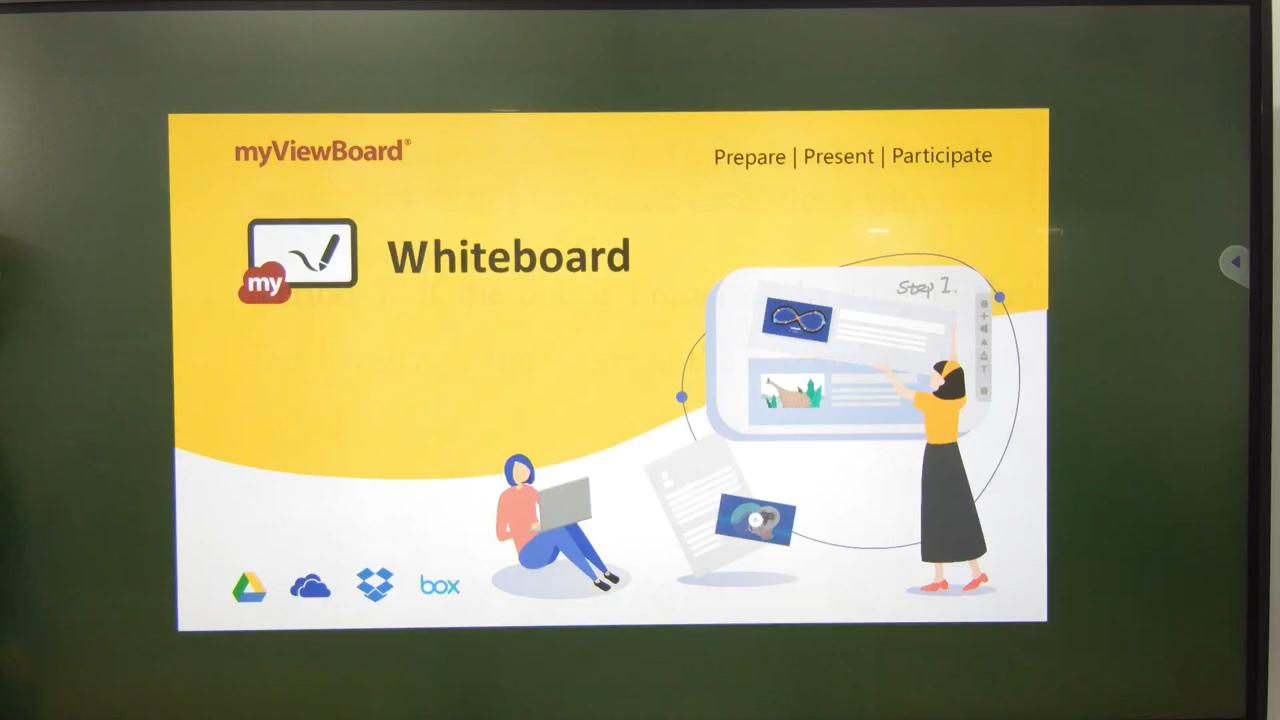 myViewBoard®
Prepare | Present | Participate
my
Whiteboard
Step 1.
T
box